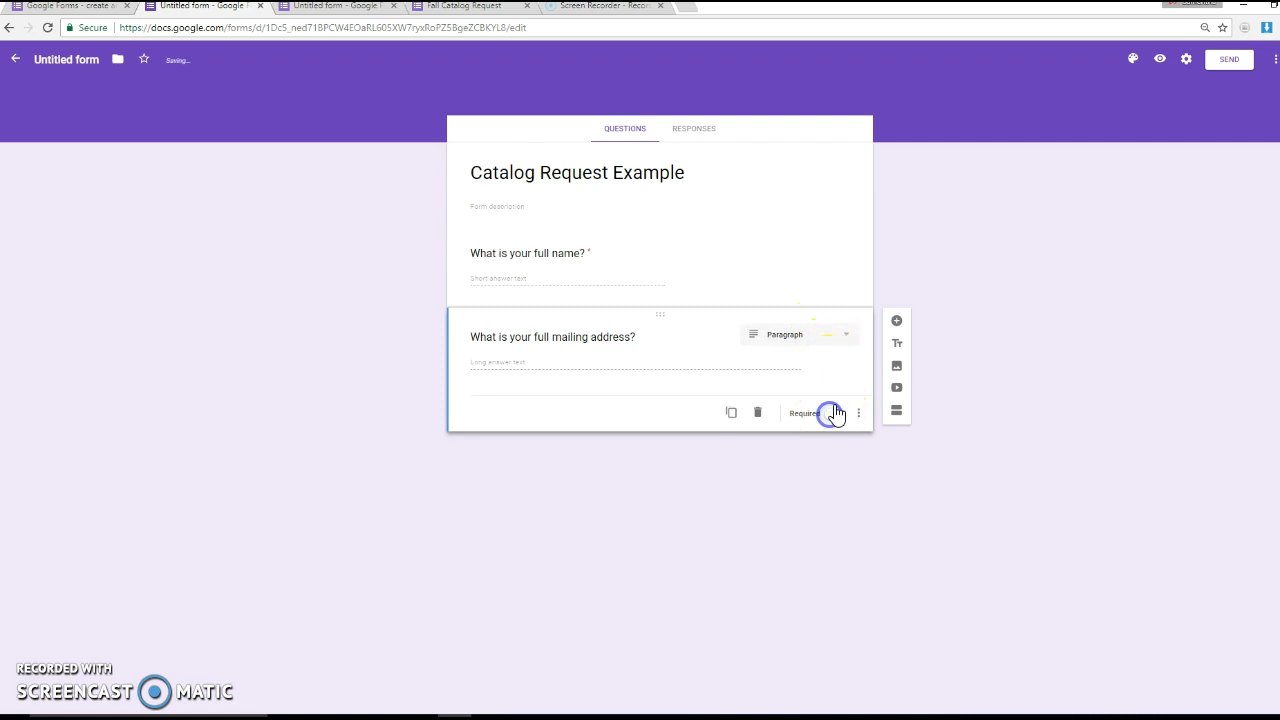 Google Forms - create a
Untitled form - Google F
Untitled form - Google F
Fall Catalog Request
Screen Recorder - Recor
Secure
https://docs.google.com/forms/d/1Dc5_ned71BPCW4EOaRL605XW7ryxRoPZ5BgeZCBKYL8/edit
Untitled form
Saving...
SEND
QUESTIONS
RESPONSES
Catalog Request Example
Form description
What is your full name? *
Short answer text
What is your full mailing address?
Paragraph
Long answer text
Required
RECORDED WITH
SCREENCAST MATIC